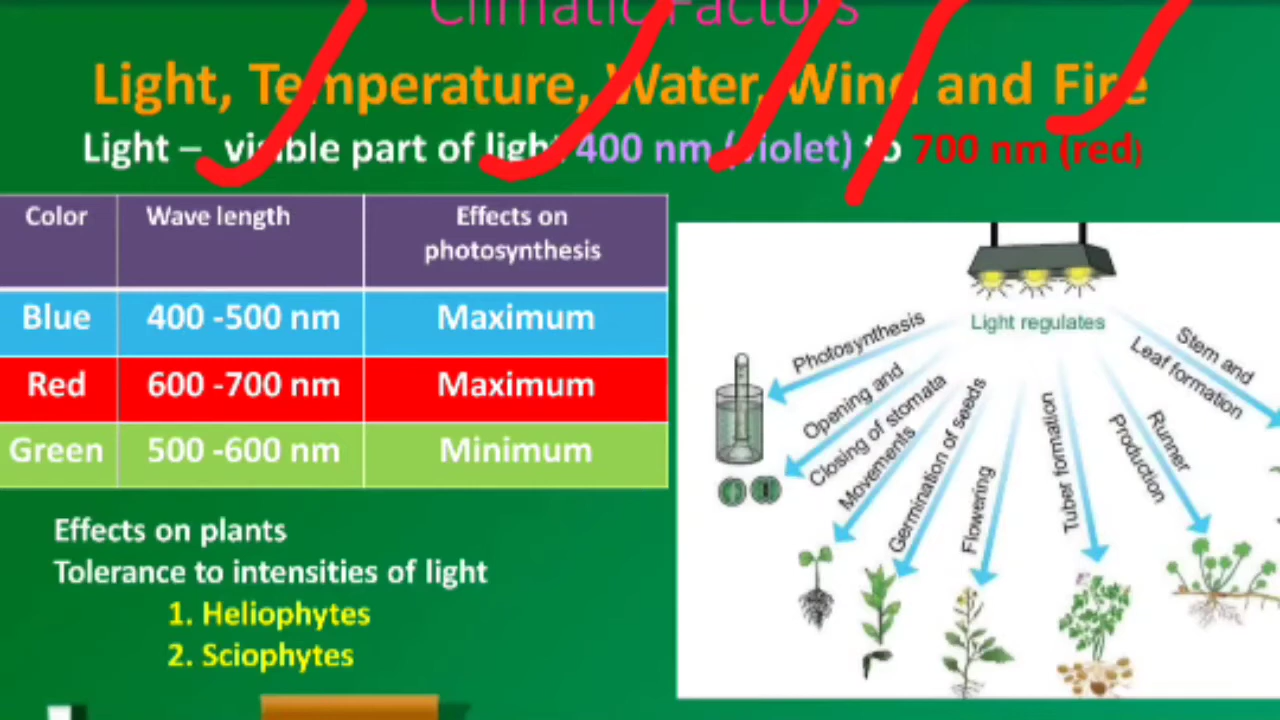 Climatic Factors
Light, Temperature, Water, Wind and Fire
Light – visible part of light 400 nm (violet) to 700 nm (red)
Color Wave length Effects on photosynthesis
Blue 400 -500 nm Maximum
Red 600 -700 nm Maximum
Green 500 -600 nm Minimum
Effects on plants
Tolerance to intensities of light
1. Heliophytes
2. Sciophytes
Light regulates
Photosynthesis
Opening and
Closing of stomata
Movements
Germination of seeds
Flowering
Tuber formation
Runner
Production
Stem and
Leaf formation